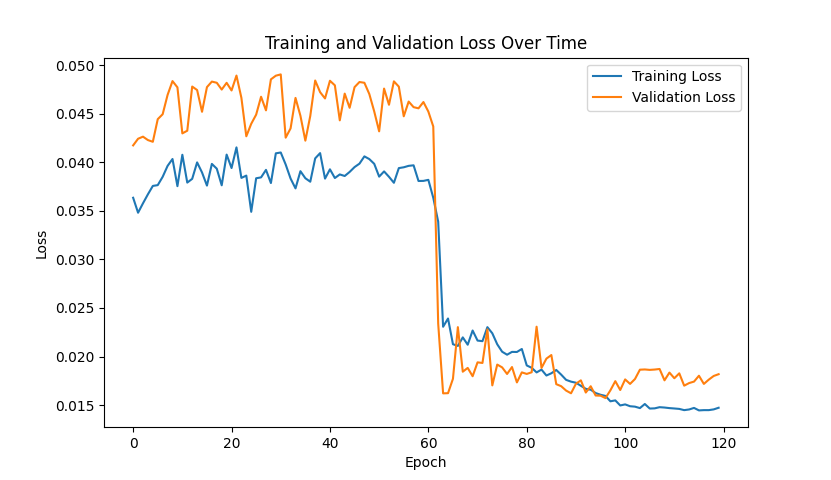 Training and Validation Loss Over Time
0.050
0.045
0.040
0.035
0.030
0.025
0.020
0.015
Loss
Training Loss
Validation Loss
0 20 40 60 80 100 120
Epoch